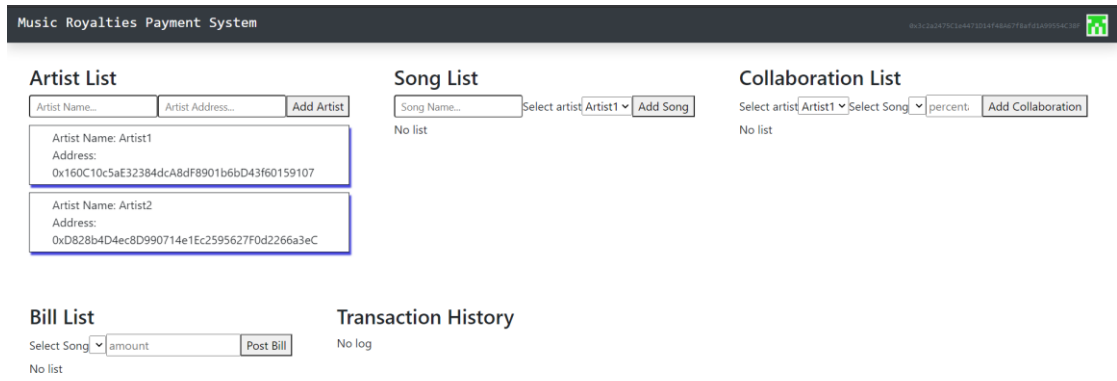 Music Royalties Payment System
Artist List
Artist Name... Artist Address... Add Artist
Artist Name: Artist1
Address:
0x160C10c5aE32384dcA8dF8901b6bD43f60159107
Artist Name: Artist2
Address:
0xD828b4D4ec8D990714e1Ec2595627F0d2266a3eC
Song List
Song Name... Select artist Artist1 Add Song
No list
Collaboration List
Select artist Artist1 Select Song percent Add Collaboration
No list
Bill List
Select Song amount Post Bill
No list
Transaction History
No log